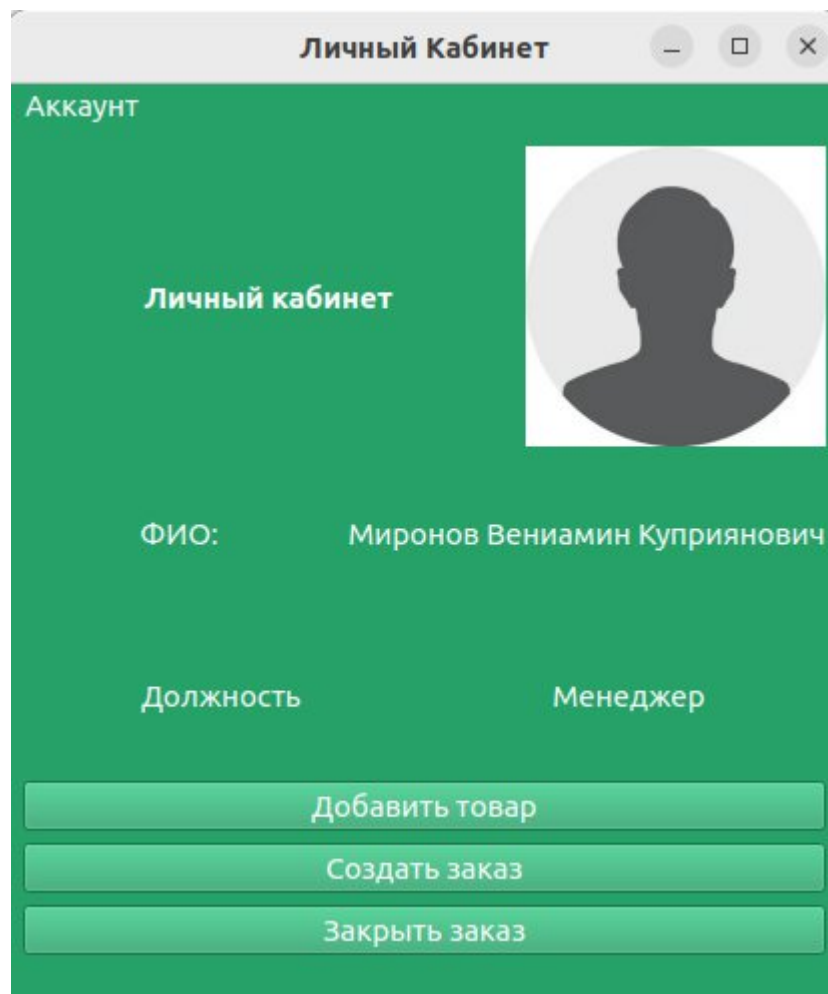 Личный Кабинет
Аккаунт
Личный кабинет
ФИО: Миронов Вениамин Куприянович
Должность Менеджер
Добавить товар
Создать заказ
Закрыть заказ